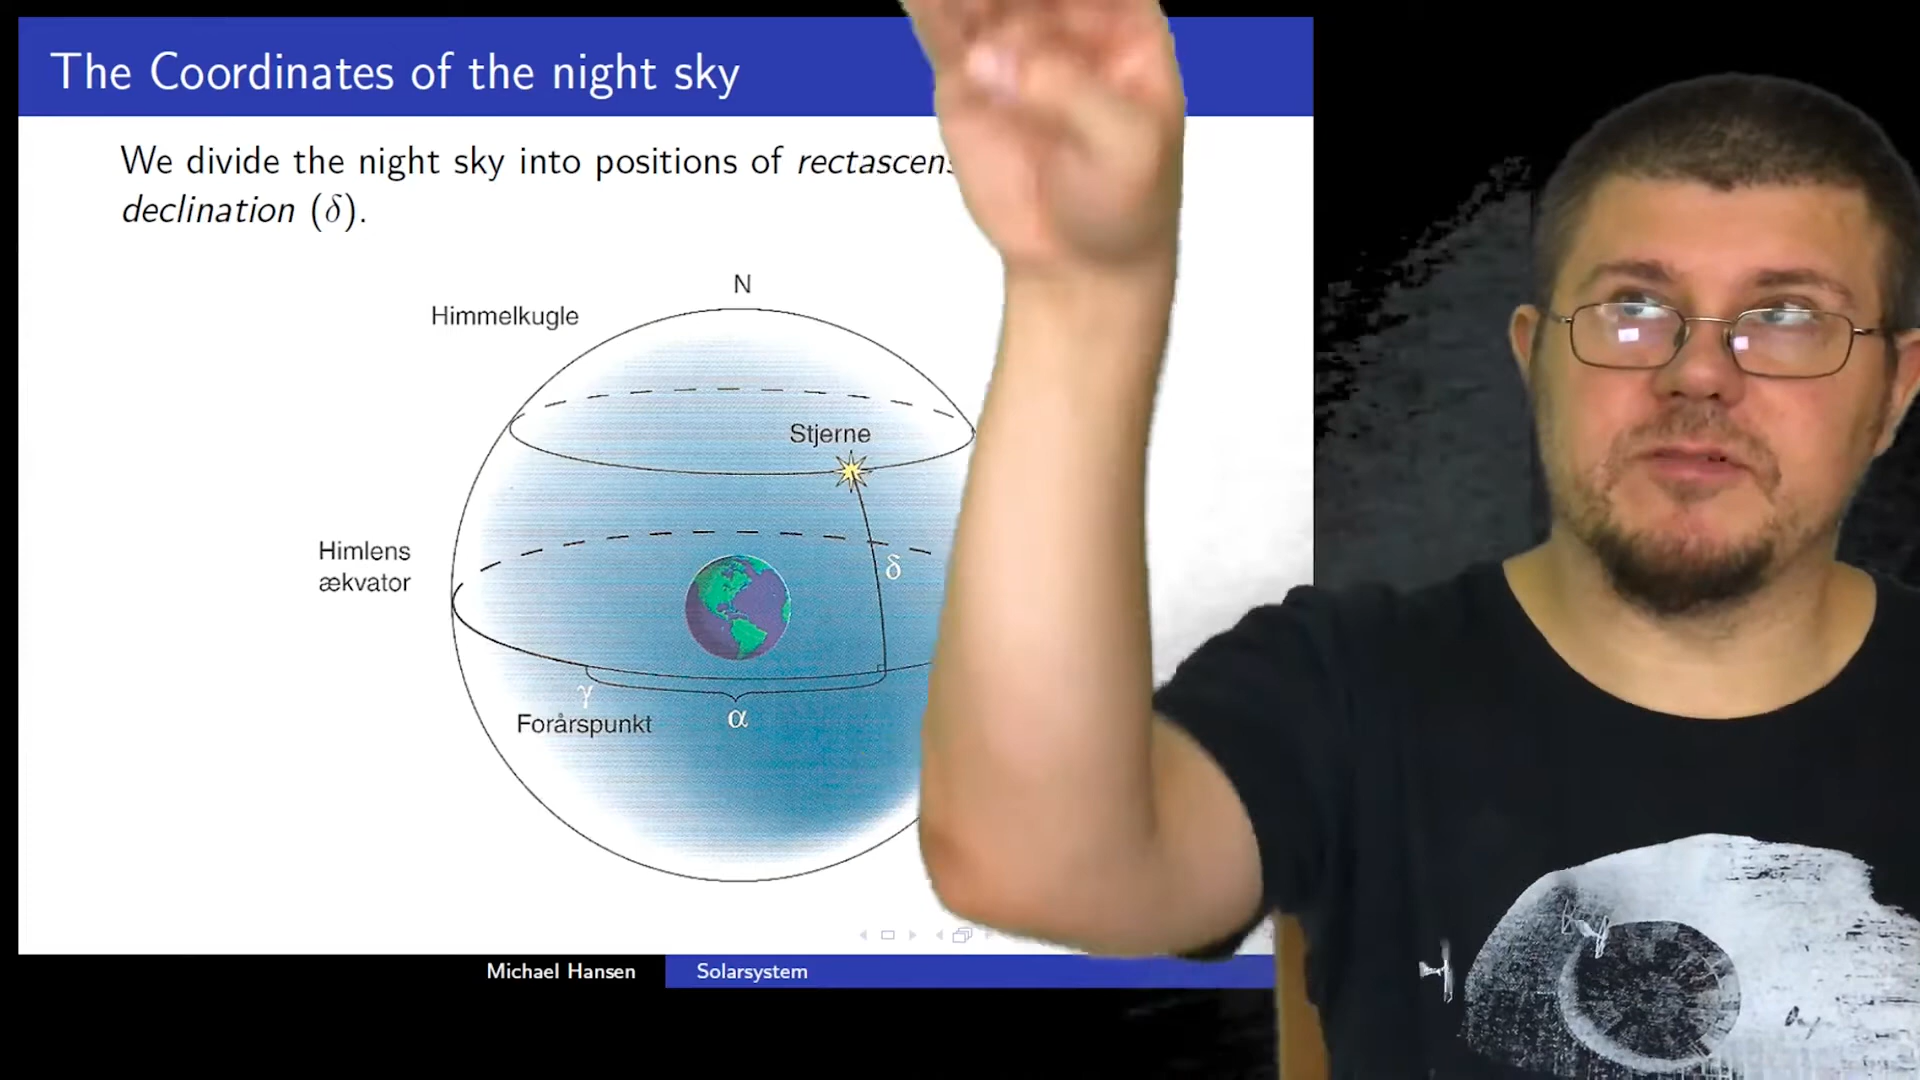 The Coordinates of the night sky
We divide the night sky into positions of
declination (δ).
N
Himmelkugle
Stjerne
Himlens
ækvator
δ
γ
α
Forårspunkt
Michael Hansen
Solarsystem